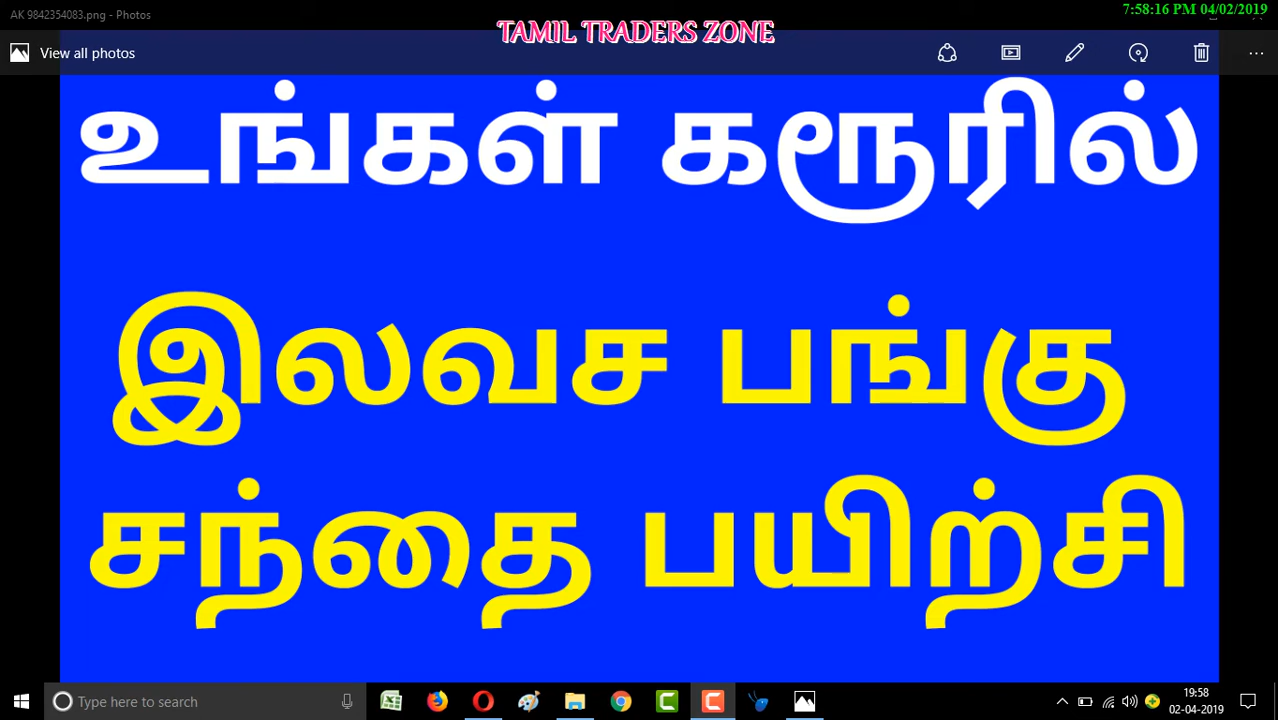 AK 9842354083.png - Photos
7:58:16 PM 04/02/2019
TAMIL TRADERS ZONE
View all photos
உங்கள் கரூரில்
இலவச பங்கு
சந்தை பயிற்சி
Type here to search
19:58
02-04-2019